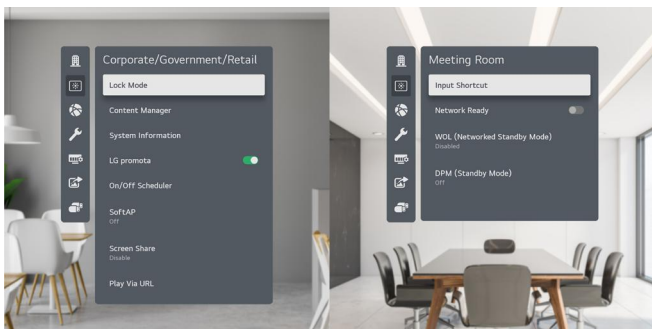 Corporate/Government/Retail
Lock Mode
Content Manager
System Information
LG promota
On/Off Scheduler
SoftAP
Off
Screen Share
Disable
Play Via URL
Meeting Room
Input Shortcut
Network Ready
WOL (Networked Standby Mode)
Disabled
DPM (Standby Mode)
Off